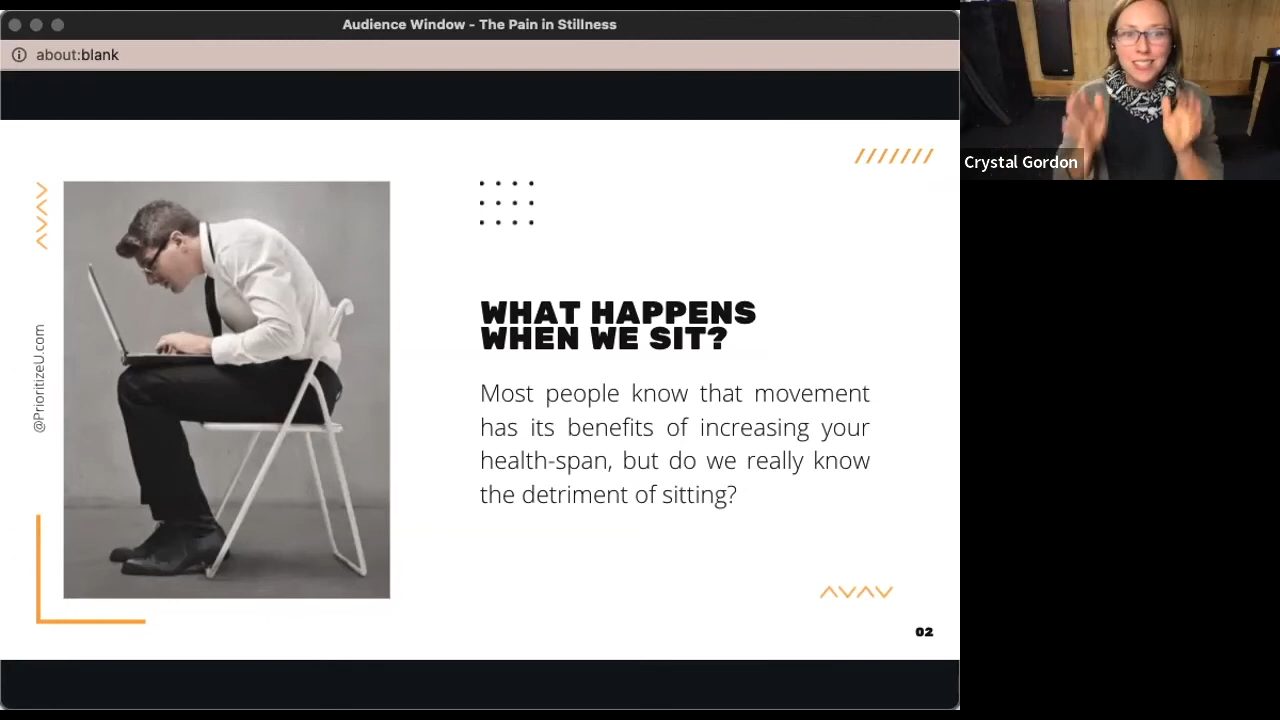 Audience Window - The Pain in Stillness
about:blank
Crystal Gordon
@PrioritizeU.com
WHAT HAPPENS
WHEN WE SIT?
Most people know that movement
has its benefits of increasing your
health-span, but do we really know
the detriment of sitting?
02